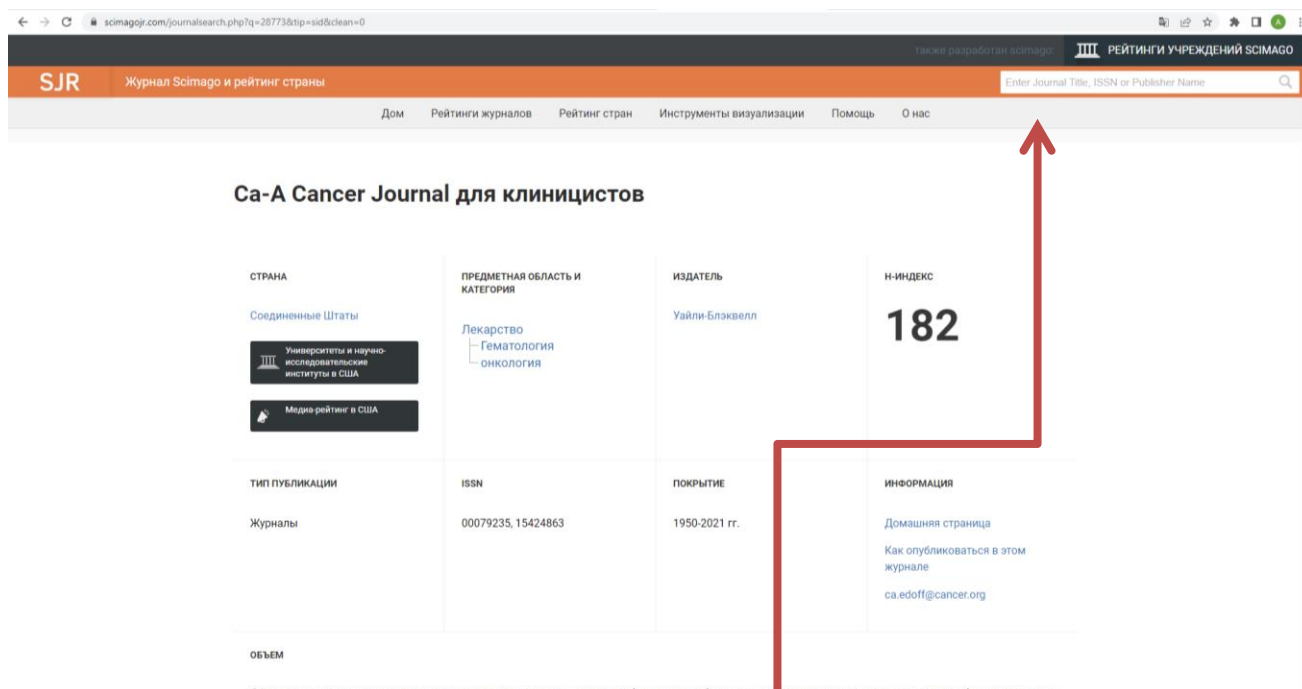 scimagojr.com/journalsearch.php?q=28773&tip=sid&clean=0
также разработан scimago:
РЕЙТИНГИ УЧРЕЖДЕНИЙ SCIMAGO
SJR
Журнал Scimago и рейтинг страны
Enter Journal Title, ISSN or Publisher Name
Дом Рейтинги журналов Рейтинг стран Инструменты визуализации Помощь О нас
Ca-A Cancer Journal для клиницистов
СТРАНА
Соединенные Штаты
Университеты и научно-
исследовательские
институты в США
Медиа-рейтинг в США
ПРЕДМЕТНАЯ ОБЛАСТЬ И
КАТЕГОРИЯ
Лекарство
Гематология
онкология
ИЗДАТЕЛЬ
Уайли-Блэквелл
H-ИНДЕКС
182
ТИП ПУБЛИКАЦИИ
Журналы
ISSN
00079235, 15424863
ПОКРЫТИЕ
1950-2021 гг.
ИНФОРМАЦИЯ
Домашняя страница
Как опубликоваться в этом
журнале
ca.edoff@cancer.org
ОБЪЕМ